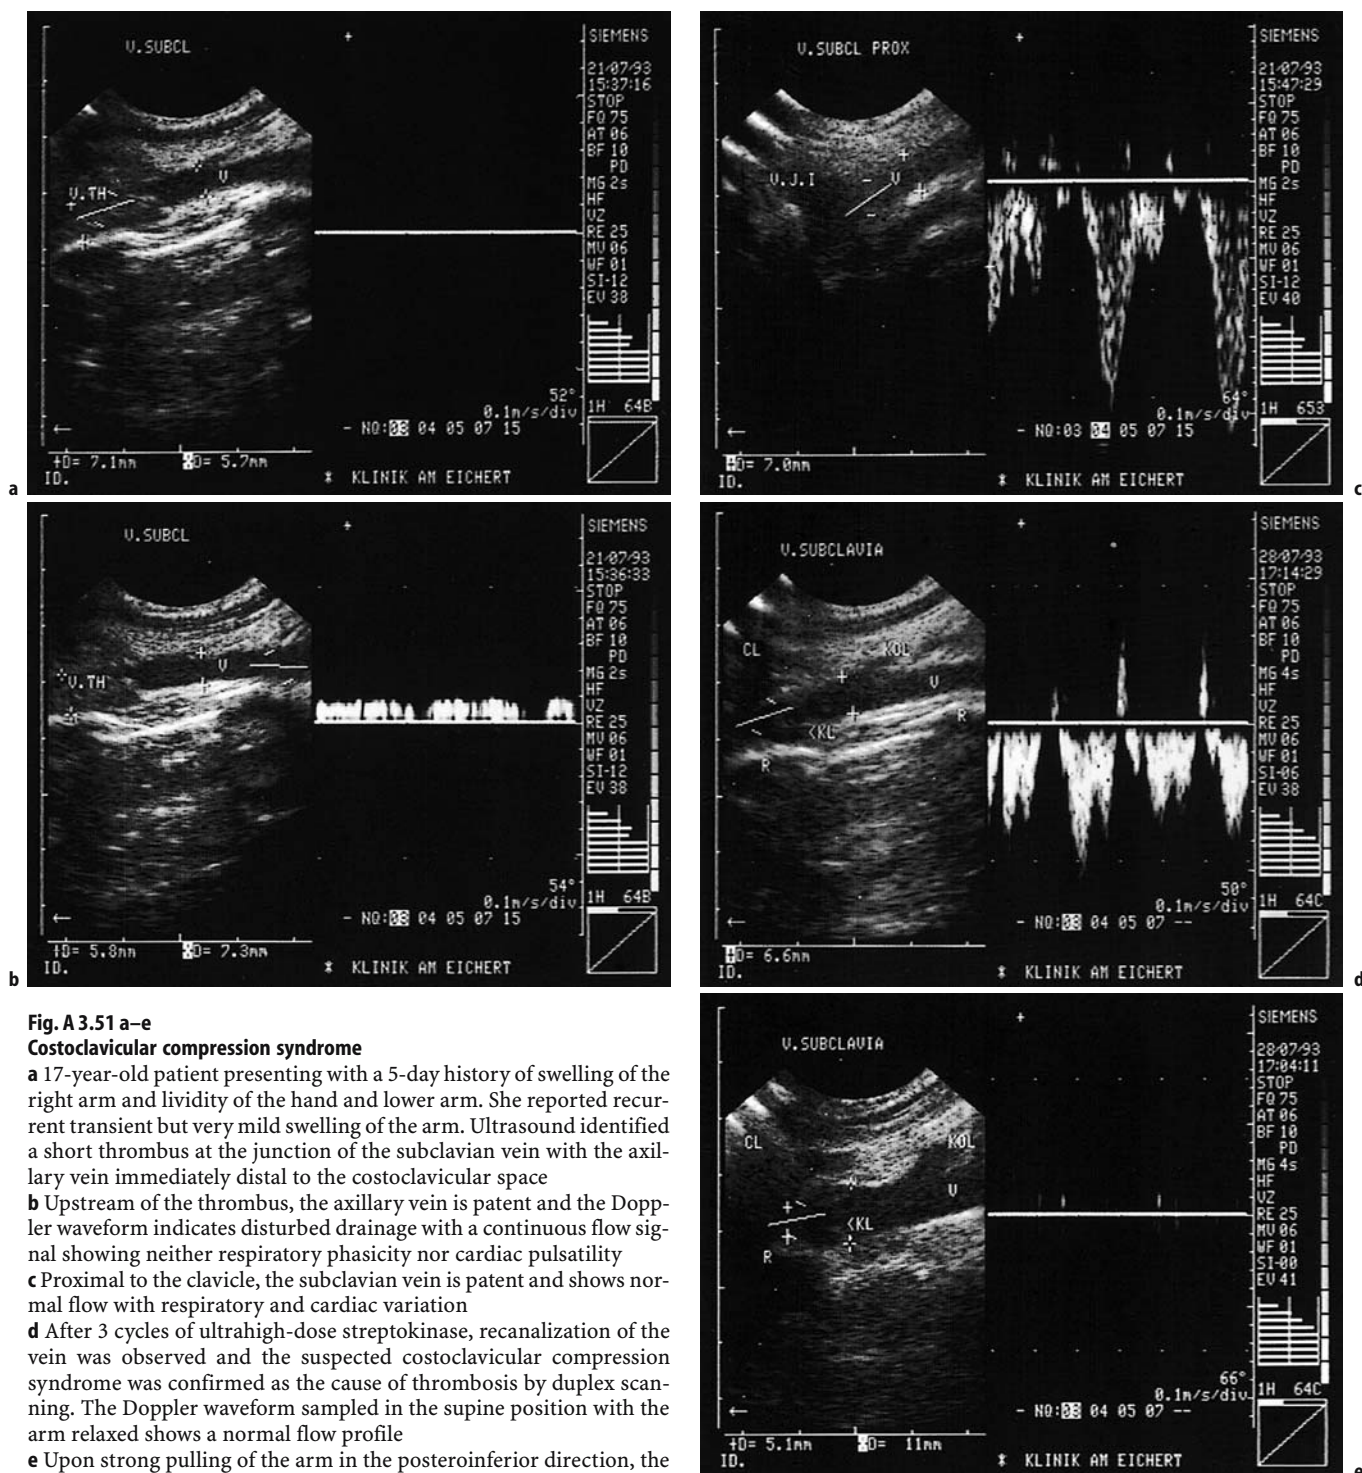 V.SUBCL
SIEMENS
21/07/93
15:37:16
STOP
FQ 75
AT 06
BF 10
PD
MG 2s
HF
VZ
RE 25
MV 06
WF 01
SI-12
EV 38
V
V.TH
52°
0.1m/s/div
1H 64B
- NO:03 04 05 07 15
+D= 7.1mm D= 5.7mm
ID.
* KLINIK AM EICHERT
a
V.SUBCL
SIEMENS
21/07/93
15:36:33
STOP
FQ 75
AT 06
BF 10
PD
MG 2s
HF
VZ
RE 25
MV 06
WF 01
SI-12
EV 38
V
V.TH
54°
0.1m/s/div
1H 64B
- NO:03 04 05 07 15
+D= 5.8mm D= 7.3mm
ID.
* KLINIK AM EICHERT
b
Fig. A 3.51 a–e
Costoclavicular compression syndrome
a 17-year-old patient presenting with a 5-day history of swelling of the
right arm and lividity of the hand and lower arm. She reported recur-
rent transient but very mild swelling of the arm. Ultrasound identified
a short thrombus at the junction of the subclavian vein with the axil-
lary vein immediately distal to the costoclavicular space
b Upstream of the thrombus, the axillary vein is patent and the Dopp-
ler waveform indicates disturbed drainage with a continuous flow sig-
nal showing neither respiratory phasicity nor cardiac pulsatility
c Proximal to the clavicle, the subclavian vein is patent and shows nor-
mal flow with respiratory and cardiac variation
d After 3 cycles of ultrahigh-dose streptokinase, recanalization of the
vein was observed and the suspected costoclavicular compression
syndrome was confirmed as the cause of thrombosis by duplex scan-
ning. The Doppler waveform sampled in the supine position with the
arm relaxed shows a normal flow profile
e Upon strong pulling of the arm in the posteroinferior direction, the
V.SUBCL PROX
SIEMENS
21/07/93
15:47:29
STOP
FQ 75
AT 06
BF 10
PD
MG 2s
HF
VZ
RE 25
MV 06
WF 01
SI-12
EV 40
V.J.I
V
64°
0.1m/s/div
1H 653
- NO:03 04 05 07 15
+D= 7.0mm
ID.
* KLINIK AM EICHERT
c
V.SUBCLAVIA
SIEMENS
28/07/93
17:14:29
STOP
FQ 75
AT 06
BF 10
PD
MG 4s
HF
VZ
RE 25
MV 06
WF 01
SI-06
EV 38
CL
KOL
V
<KL
R
R
50°
0.1m/s/div
1H 64C
- NO:03 04 05 07 --
+D= 6.6mm
ID.
* KLINIK AM EICHERT
d
V.SUBCLAVIA
SIEMENS
28/07/93
17:04:11
STOP
FQ 75
AT 06
BF 10
PD
MG 4s
HF
VZ
RE 25
MV 06
WF 01
SI-00
EV 41
CL
KOL
V
<KL
R
66°
0.1m/s/div
1H 64C
- NO:03 04 05 07 --
+D= 5.1mm D= 11mm
ID.
* KLINIK AM EICHERT
e